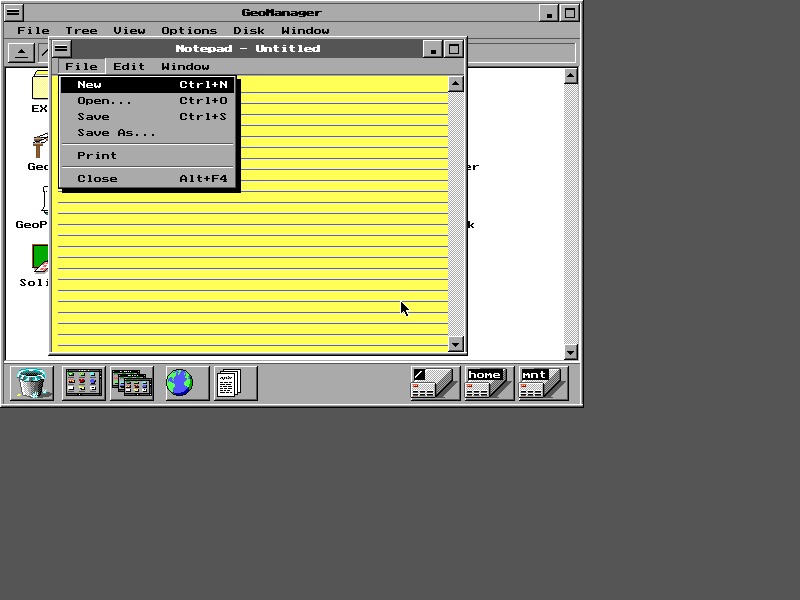 GeoManager
File Tree View Options Disk Window
Notepad - Untitled
File Edit Window
New Ctrl+N
Open... Ctrl+O
Save Ctrl+S
Save As...
Print
Close Alt+F4
EX
Geo
er
GeoP
k
Soli
/ home mnt